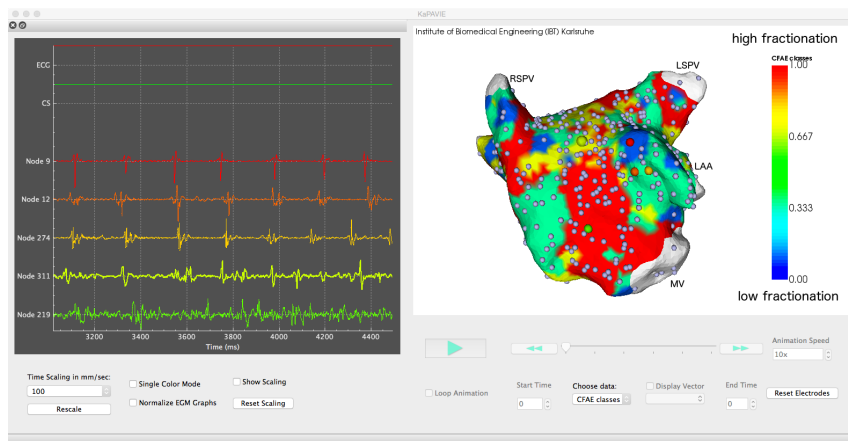 KaPAVIE
Institute of Biomedical Engineering (IBT) Karlsruhe
high fractionation
CFAE classes
1.00
0.667
0.333
0.00
low fractionation
RSPV
LSPV
LAA
MV
ECG
CS
Node 9
Node 12
Node 274
Node 311
Node 219
3200 3400 3600 3800 4000 4200 4400
Time (ms)
Time Scaling in mm/sec:
100
Rescale
Single Color Mode
Normalize EGM Graphs
Show Scaling
Reset Scaling
Animation Speed
10x
Loop Animation
Start Time
0
Choose data:
CFAE classes
Display Vector
End Time
0
Reset Electrodes